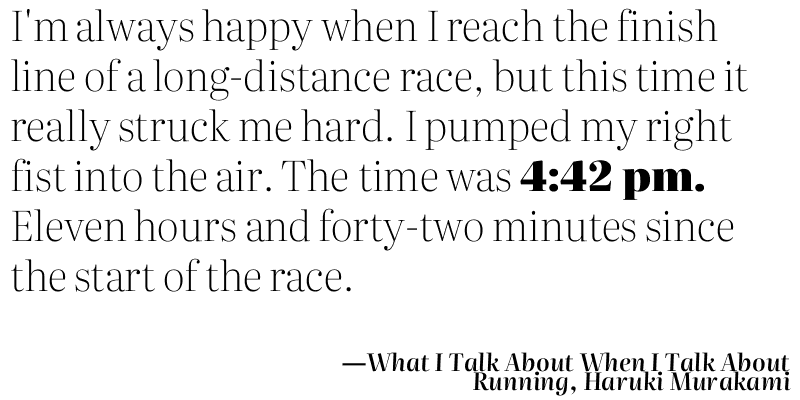 I'm always happy when I reach the finish
line of a long-distance race, but this time it
really struck me hard. I pumped my right
fist into the air. The time was 4:42 pm.
Eleven hours and forty-two minutes since
the start of the race.
—What I Talk About When I Talk About
Running, Haruki Murakami